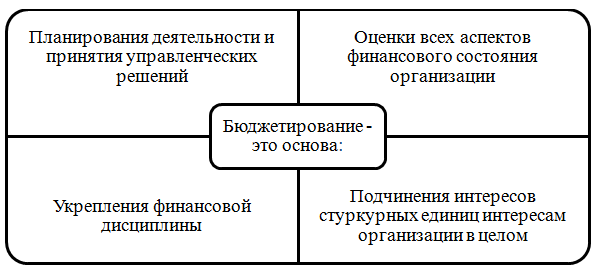 Планирования деятельности и
принятия управленческих
решений
Оценки всех аспектов
финансового состояния
организации
Бюджетирование -
это основа:
Укрепления финансовой
дисциплины
Подчинения интересов
стуркурных единиц интересам
организации в целом